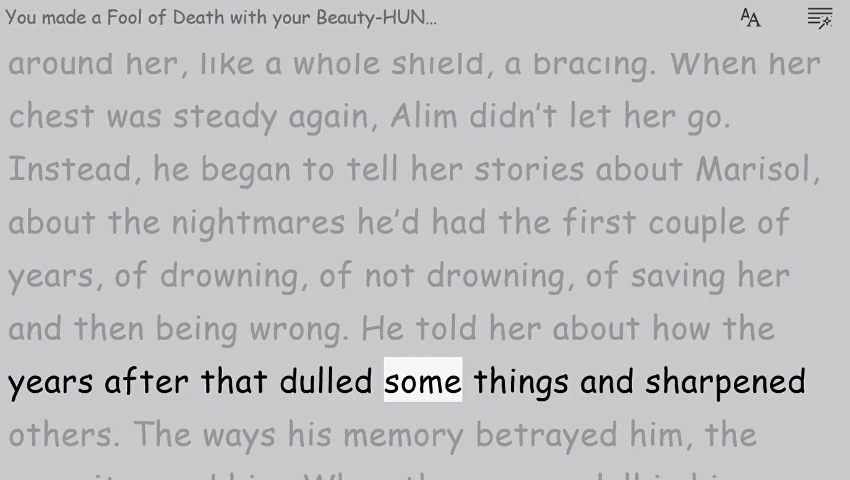 You made a Fool of Death with your Beauty-HUN...
around her, like a whole shield, a bracing. When her
chest was steady again, Alim didn't let her go.
Instead, he began to tell her stories about Marisol,
about the nightmares he'd had the first couple of
years, of drowning, of not drowning, of saving her
and then being wrong. He told her about how the
years after that dulled some things and sharpened
others. The ways his memory betrayed him, the